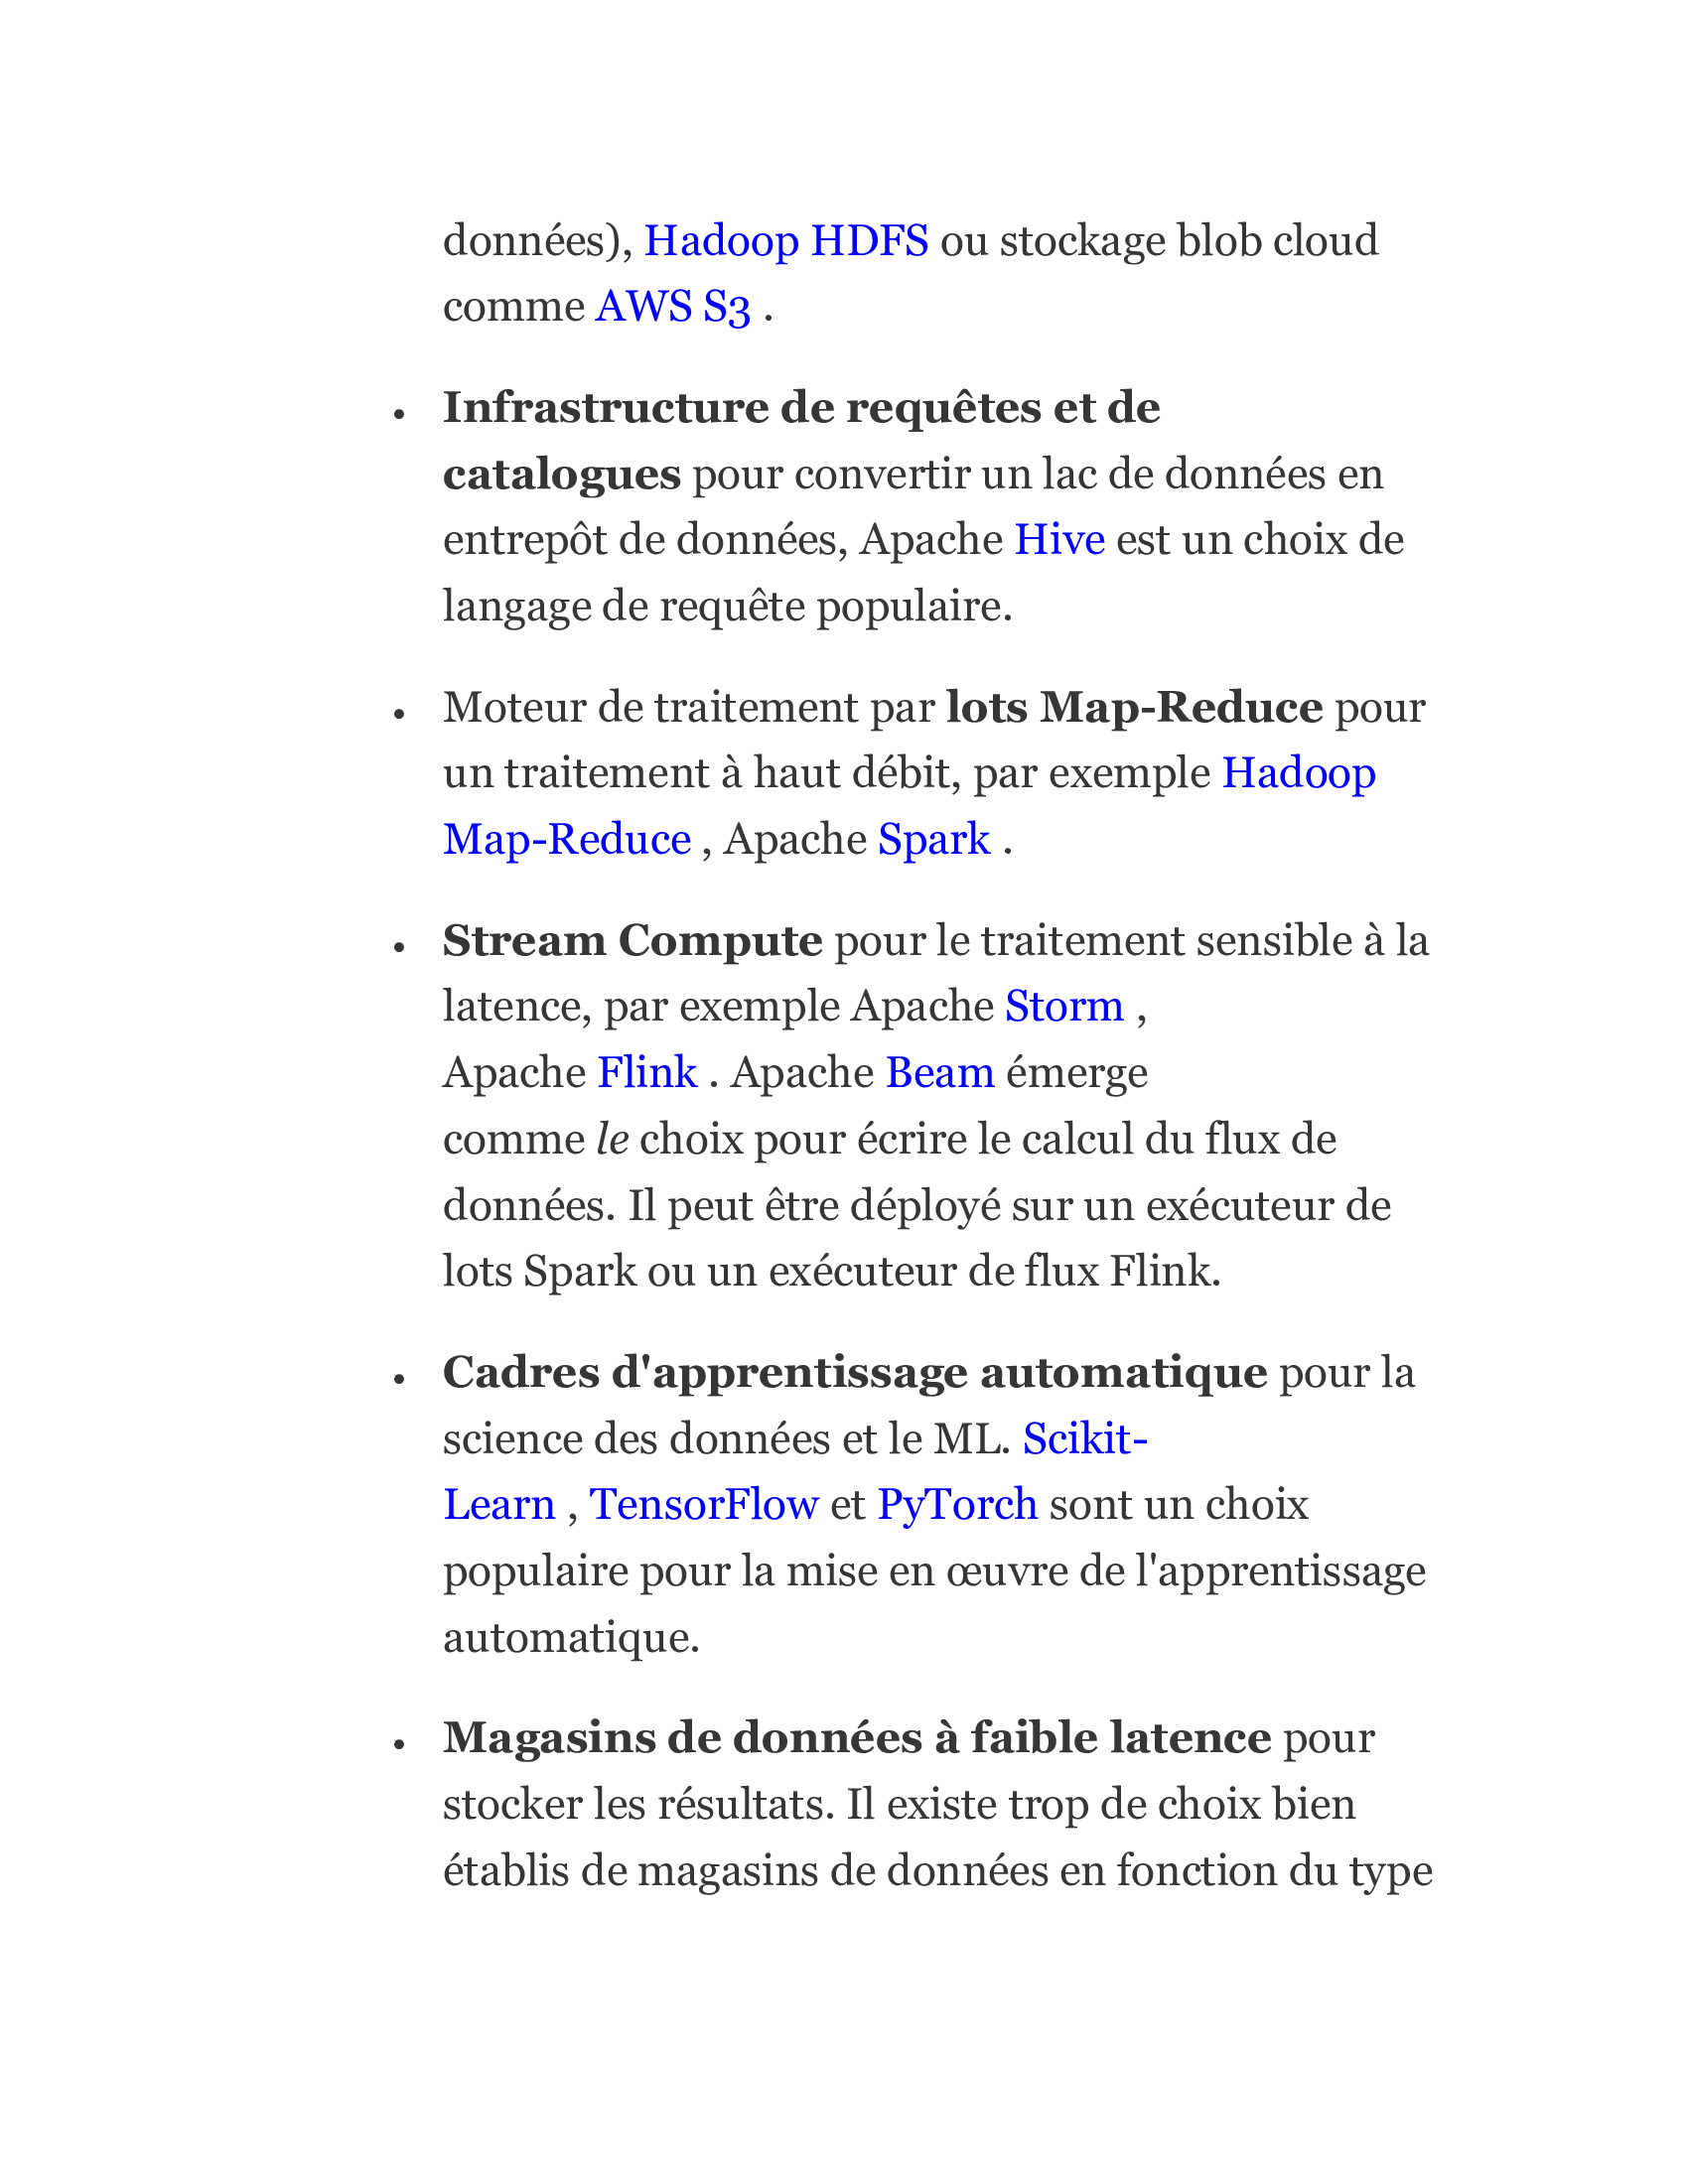 données), Hadoop HDFS ou stockage blob cloud
comme AWS S3 .
• Infrastructure de requêtes et de
catalogues pour convertir un lac de données en
entrepôt de données, Apache Hive est un choix de
langage de requête populaire.
• Moteur de traitement par lots Map-Reduce pour
un traitement à haut débit, par exemple Hadoop
Map-Reduce , Apache Spark .
• Stream Compute pour le traitement sensible à la
latence, par exemple Apache Storm ,
Apache Flink . Apache Beam émerge
comme le choix pour écrire le calcul du flux de
données. Il peut être déployé sur un exécuteur de
lots Spark ou un exécuteur de flux Flink.
• Cadres d'apprentissage automatique pour la
science des données et le ML. Scikit-
Learn , TensorFlow et PyTorch sont un choix
populaire pour la mise en œuvre de l'apprentissage
automatique.
• Magasins de données à faible latence pour
stocker les résultats. Il existe trop de choix bien
établis de magasins de données en fonction du type